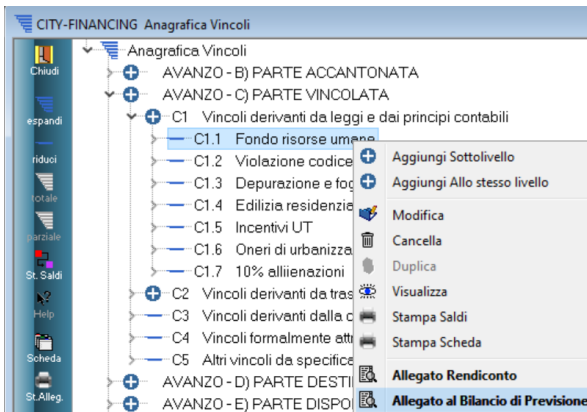 CITY-FINANCING Anagrafica Vincoli
Chiudi
espandi
riduci
totale
parziale
St. Saldi
Help
Scheda
St.Alleg.
Anagrafica Vincoli
AVANZO - B) PARTE ACCANTONATA
AVANZO - C) PARTE VINCOLATA
C1 Vincoli derivanti da leggi e dai principi contabili
C1.1 Fondo risorse umane
C1.2 Violazione codice
C1.3 Depurazione e fog
C1.4 Edilizia residenzia
C1.5 Incentivi UT
C1.6 Oneri di urbanizza
C1.7 10% alliienazioni
C2 Vincoli derivanti da tras
C3 Vincoli derivanti dalla c
C4 Vincoli formalmente attr
C5 Altri vincoli da specifica
AVANZO - D) PARTE DESTI
AVANZO - E) PARTE DISPO
Aggiungi Sottolivello
Aggiungi Allo stesso livello
Modifica
Cancella
Duplica
Visualizza
Stampa Saldi
Stampa Scheda
Allegato Rendiconto
Allegato al Bilancio di Previsione